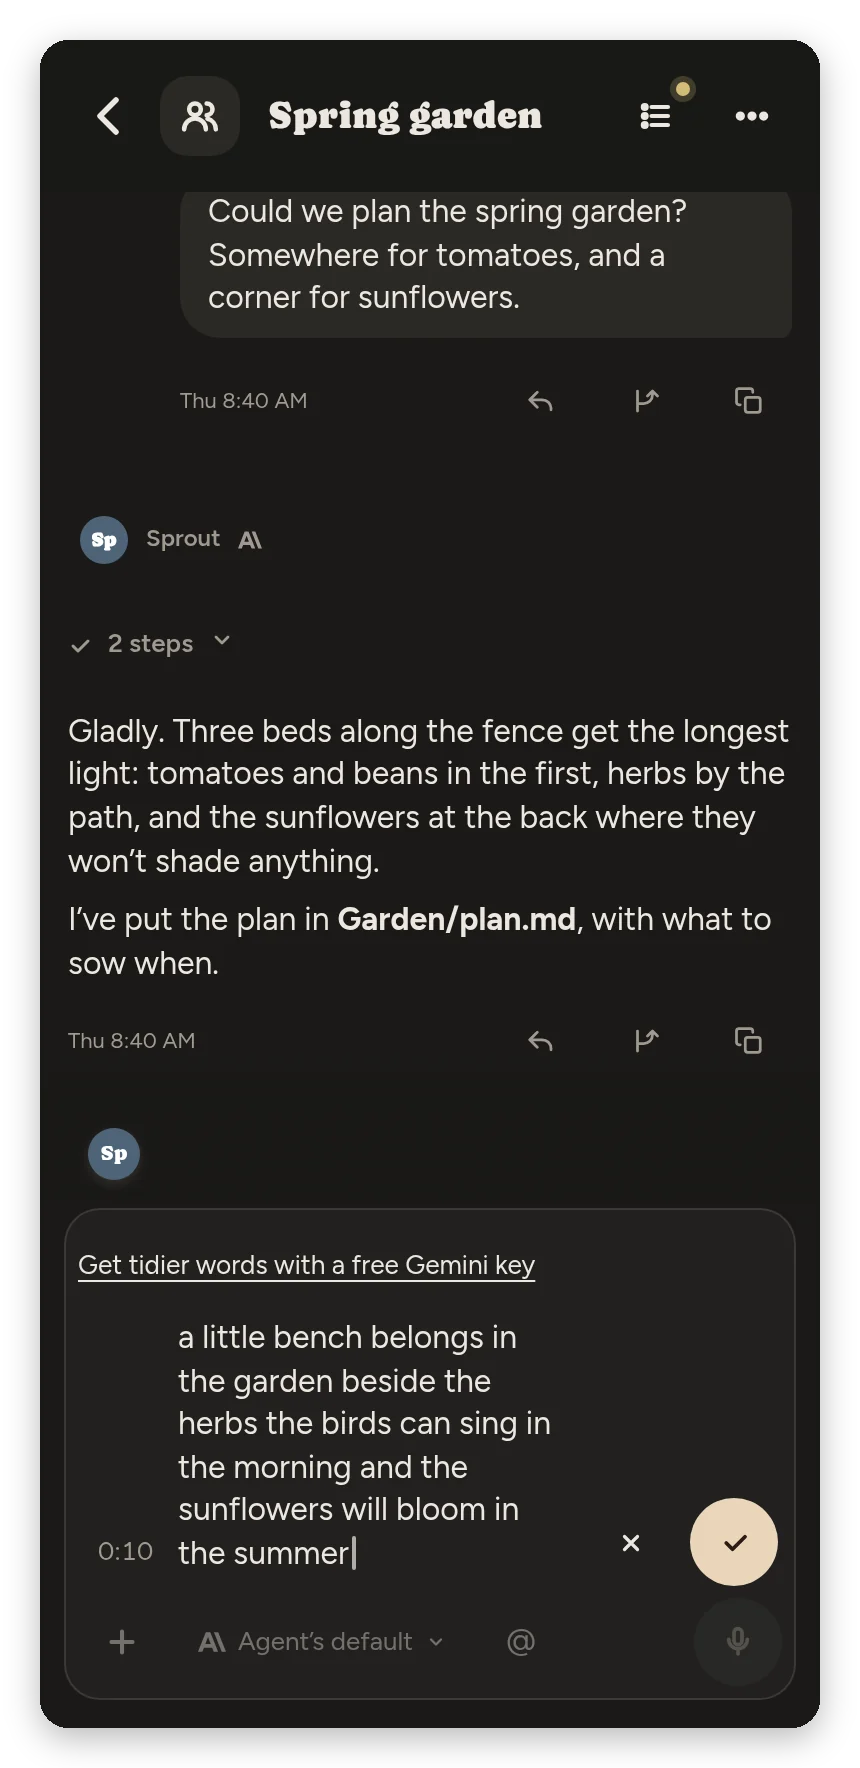 Spring garden
Could we plan the spring garden?
Somewhere for tomatoes, and a
corner for sunflowers.
Thu 8:40 AM
Sp Sprout
2 steps
Gladly. Three beds along the fence get the longest
light: tomatoes and beans in the first, herbs by the
path, and the sunflowers at the back where they
won’t shade anything.
I’ve put the plan in Garden/plan.md, with what to
sow when.
Thu 8:40 AM
Sp
Get tidier words with a free Gemini key
a little bench belongs in
the garden beside the
herbs the birds can sing in
the morning and the
sunflowers will bloom in
0:10 the summer
Agent’s default @